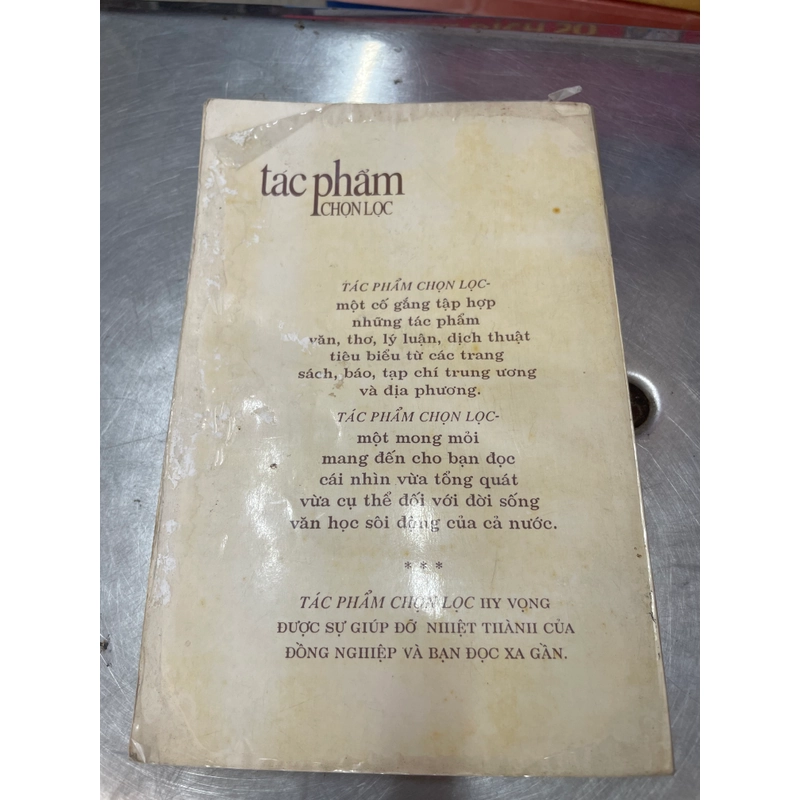 tác phẩm
CHỌN LỌC
TÁC PHẨM CHỌN LỌC-
một cố gắng tập hợp
những tác phẩm
văn, thơ, lý luận, dịch thuật
tiêu biểu từ các trang
sách, báo, tạp chí trung ương
và địa phương.
TÁC PHẨM CHỌN LỌC-
một mong mỏi
mang đến cho bạn đọc
cái nhìn vừa tổng quát
vừa cụ thể đối với đời sống
văn học sôi động của cả nước.
* * *
TÁC PHẨM CHỌN LỌC HY VỌNG
ĐƯỢC SỰ GIÚP ĐỠ NHIỆT THÀNH CỦA
ĐỒNG NGHIỆP VÀ BẠN ĐỌC XA GẦN.